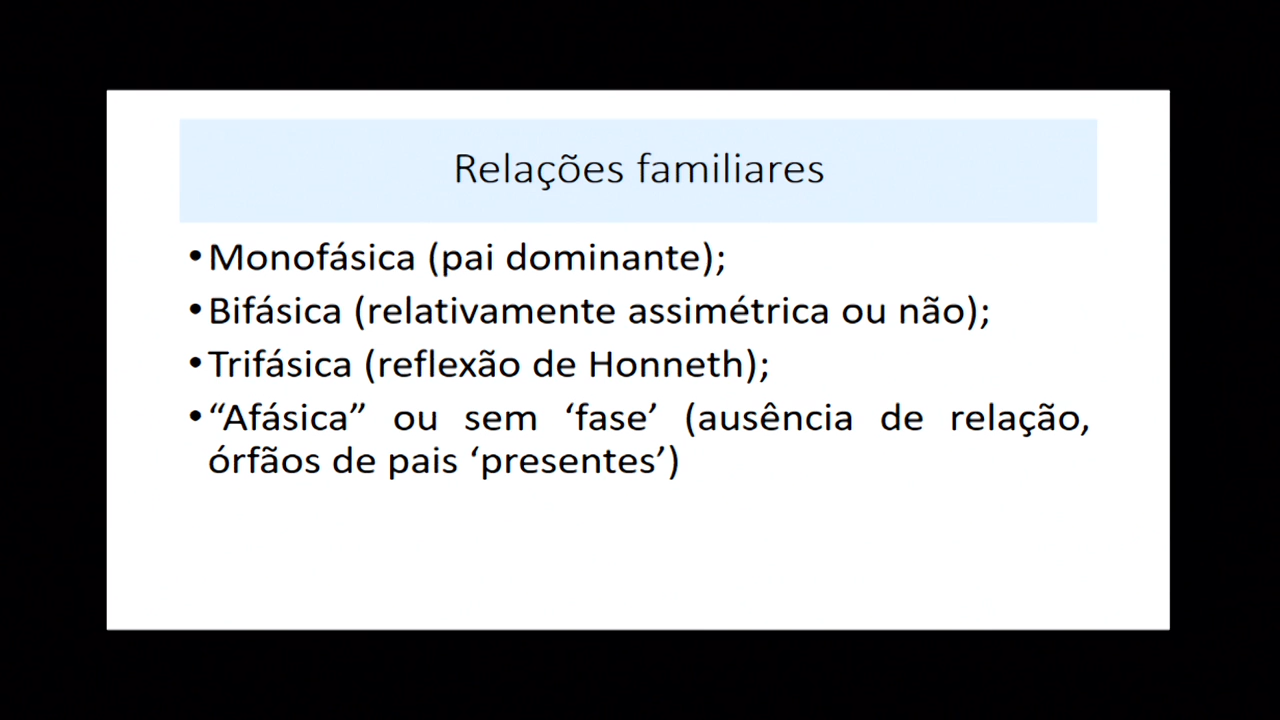 Relações familiares
•Monofásica (pai dominante);
•Bifásica (relativamente assimétrica ou não);
•Trifásica (reflexão de Honneth);
•“Afásica” ou sem ‘fase’ (ausência de relação,
órfãos de pais ‘presentes’)